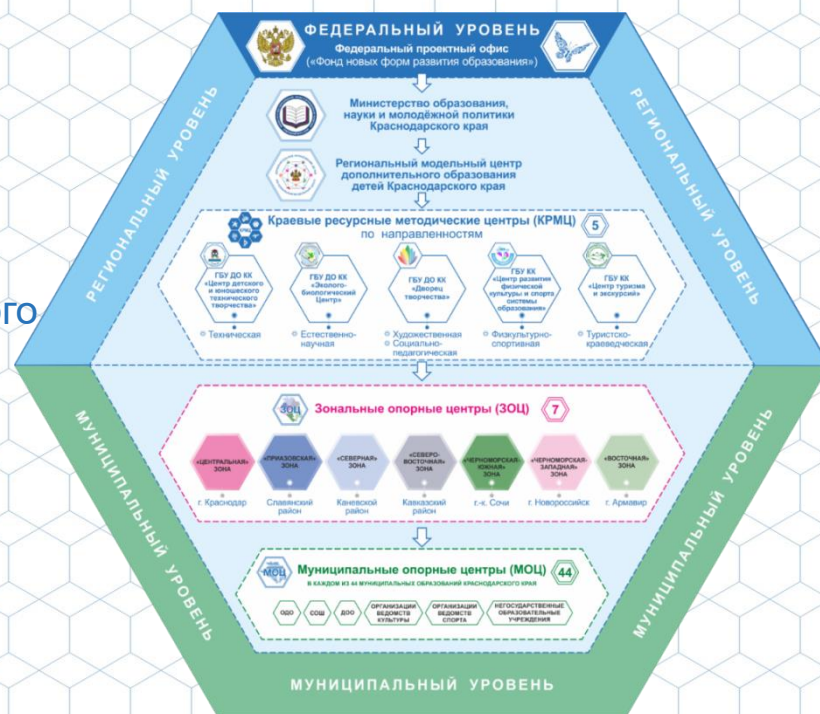 ФЕДЕРАЛЬНЫЙ УРОВЕНЬ
Федеральный проектный офис
(«Фонд новых форм развития образования»)
РЕГИОНАЛЬНЫЙ УРОВЕНЬ
РЕГИОНАЛЬНЫЙ УРОВЕНЬ
Министерство образования,
науки и молодёжной политики
Краснодарского края
Региональный модельный центр
дополнительного образования
детей Краснодарского края
Краевые ресурсные методические центры (КРМЦ)
5
по направленностям
ГБУ ДО КК
«Центр детского
и юношеского
технического
творчества»
Техническая
ГБУ ДО КК
«Эколого-
биологический
Центр»
Естественно-
научная
ГБУ ДО КК
«Дворец
творчества»
Художественная
Социально-
педагогическая
ГБУ КК
«Центр развития
физической
культуры и спорта
системы
образования»
Физкультурно-
спортивная
ГБУ КК
«Центр туризма
и экскурсий»
Туристско-
краеведческая
ого
МУНИЦИПАЛЬНЫЙ УРОВЕНЬ
МУНИЦИПАЛЬНЫЙ УРОВЕНЬ
ЗОЦ
Зональные опорные центры (ЗОЦ)
7
«ЦЕНТРАЛЬНАЯ»
ЗОНА
г. Краснодар
«ПРИАЗОВСКАЯ»
ЗОНА
Славянский
район
«СЕВЕРНАЯ»
ЗОНА
Каневской
район
«СЕВЕРО-
ВОСТОЧНАЯ»
ЗОНА
Кавказский
район
«ЧЕРНОМОРСКАЯ-
ЮЖНАЯ»
ЗОНА
г.-к. Сочи
«ЧЕРНОМОРСКАЯ-
ЗАПАДНАЯ»
ЗОНА
г. Новороссийск
«ВОСТОЧНАЯ»
ЗОНА
г. Армавир
МОЦ
Муниципальные опорные центры (МОЦ)
44
В КАЖДОМ ИЗ 44 МУНИЦИПАЛЬНЫХ ОБРАЗОВАНИЙ КРАСНОДАРСКОГО КРАЯ
ОДО
СОШ
ДОО
ОРГАНИЗАЦИИ
ВЕДОМСТВ
КУЛЬТУРЫ
ОРГАНИЗАЦИИ
ВЕДОМСТВ
СПОРТА
НЕГОСУДАРСТВЕННЫЕ
ОБРАЗОВАТЕЛЬНЫЕ
УЧРЕЖДЕНИЯ
МУНИЦИПАЛЬНЫЙ УРОВЕНЬ